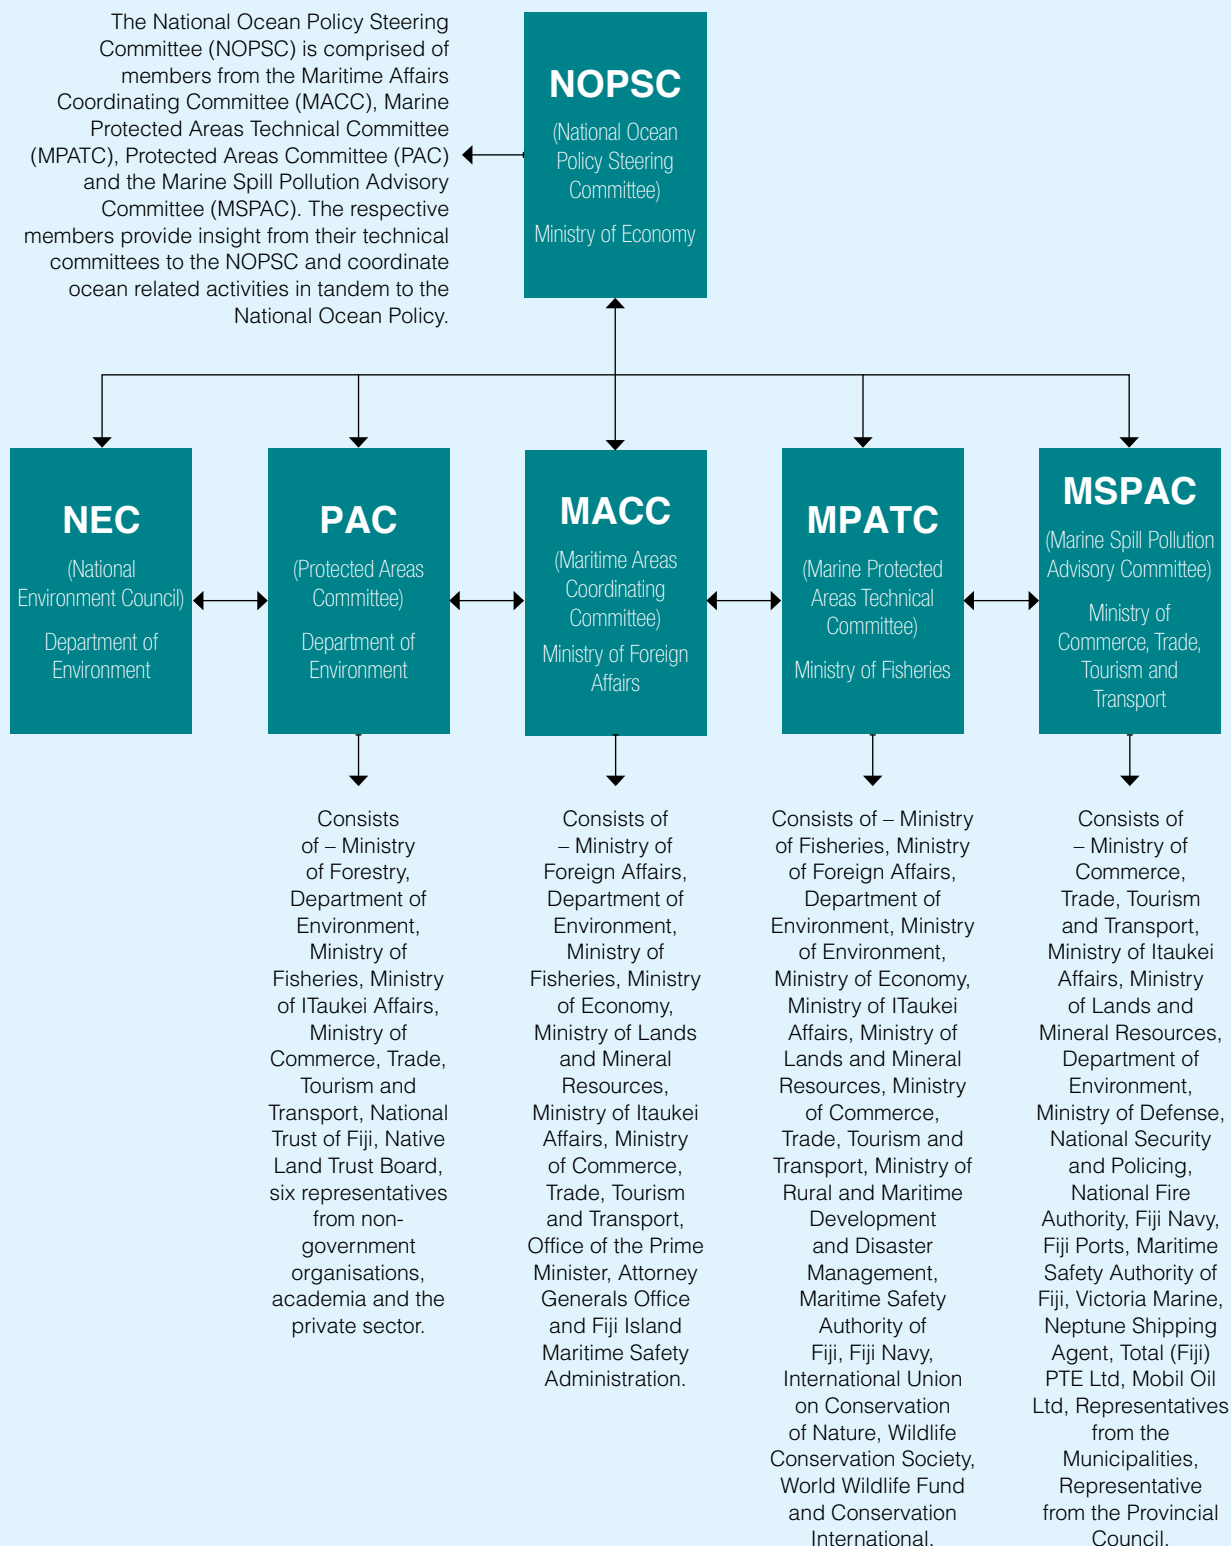 The National Ocean Policy Steering
Committee (NOPSC) is comprised of
members from the Maritime Affairs
Coordinating Committee (MACC), Marine
Protected Areas Technical Committee
(MPATC), Protected Areas Committee (PAC)
and the Marine Spill Pollution Advisory
Committee (MSPAC). The respective
members provide insight from their technical
committees to the NOPSC and coordinate
ocean related activities in tandem to the
National Ocean Policy.
NOPSC
(National Ocean
Policy Steering
Committee)
Ministry of Economy
NEC
(National
Environment Council)
Department of
Environment
PAC
(Protected Areas
Committee)
Department of
Environment
MACC
(Maritime Areas
Coordinating
Committee)
Ministry of Foreign
Affairs
MPATC
(Marine Protected
Areas Technical
Committee)
Ministry of Fisheries
MSPAC
(Marine Spill Pollution
Advisory Committee)
Ministry of
Commerce, Trade,
Tourism and
Transport
Consists
of – Ministry
of Forestry,
Department of
Environment,
Ministry of
Fisheries, Ministry
of ITaukei Affairs,
Ministry of
Commerce, Trade,
Tourism and
Transport, National
Trust of Fiji, Native
Land Trust Board,
six representatives
from non-
government
organisations,
academia and the
private sector.
Consists of
– Ministry of
Foreign Affairs,
Department of
Environment,
Ministry of
Fisheries, Ministry
of Economy,
Ministry of Lands
and Mineral
Resources,
Ministry of Itaukei
Affairs, Ministry
of Commerce,
Trade, Tourism
and Transport,
Office of the Prime
Minister, Attorney
Generals Office
and Fiji Island
Maritime Safety
Administration.
Consists of – Ministry
of Fisheries, Ministry
of Foreign Affairs,
Department of
Environment, Ministry
of Environment,
Ministry of Economy,
Ministry of ITaukei
Affairs, Ministry of
Lands and Mineral
Resources, Ministry
of Commerce,
Trade, Tourism and
Transport, Ministry of
Rural and Maritime
Development
and Disaster
Management,
Maritime Safety
Authority of
Fiji, Fiji Navy,
International Union
on Conservation
of Nature, Wildlife
Conservation Society,
World Wildlife Fund
and Conservation
International.
Consists of
– Ministry of
Commerce,
Trade, Tourism
and Transport,
Ministry of Itaukei
Affairs, Ministry
of Lands and
Mineral Resources,
Department of
Environment,
Ministry of Defense,
National Security
and Policing,
National Fire
Authority, Fiji Navy,
Fiji Ports, Maritime
Safety Authority of
Fiji, Victoria Marine,
Neptune Shipping
Agent, Total (Fiji)
PTE Ltd, Mobil Oil
Ltd, Representatives
from the
Municipalities,
Representative
from the Provincial
Council.